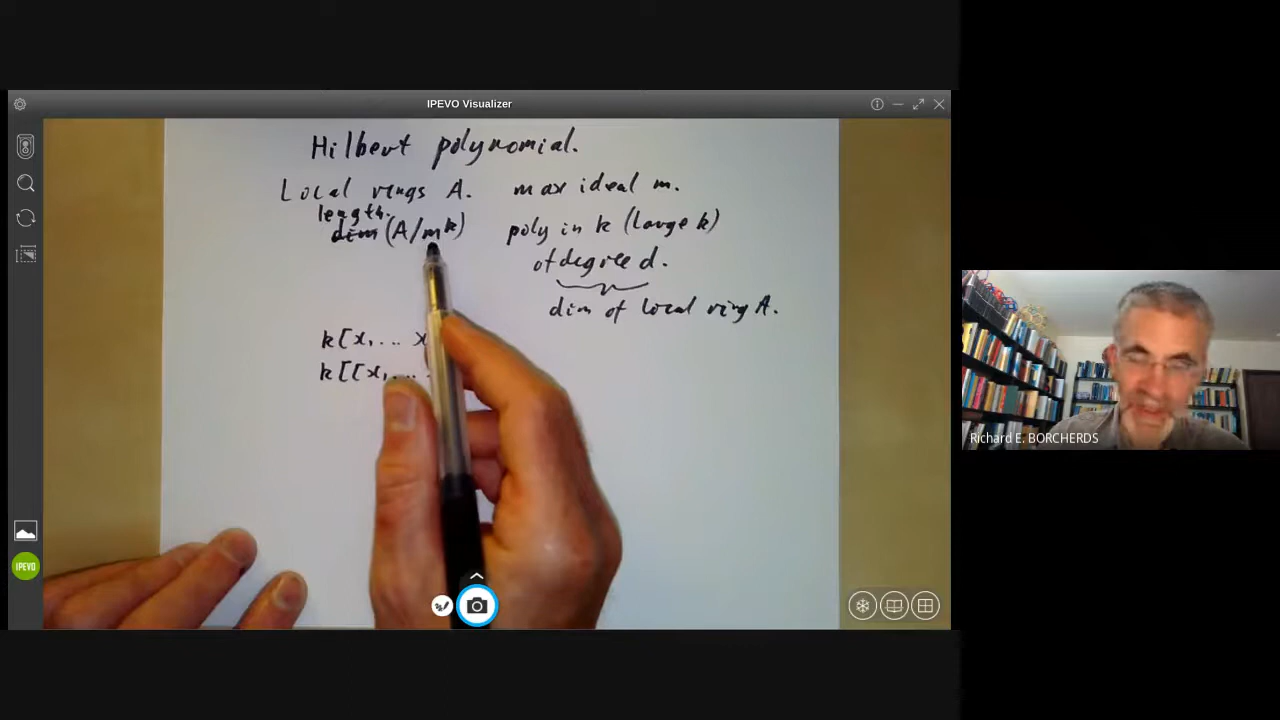 IPEVO Visualizer
Hilbert polynomial.
Local rings A. max ideal m.
length.
dim (A/m^k) poly in k (large k)
of degree d.
dim of local ring A.
k[x,... x
k[[x,...
Richard E. BORCHERDS
IPEVO